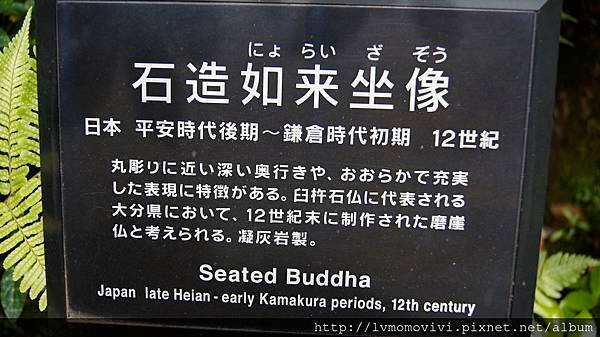 にょ らい ざ ぞう
石造如来坐像
日本 平安時代後期～鎌倉時代初期 12世紀
丸彫りに近い深い奥行きや、おおらかで充実
した表現に特徴がある。臼杵石仏に代表される
大分県において、12世紀末に制作された磨崖
仏と考えられる。凝灰岩製。
Seated Buddha
Japan late Heian - early Kamakura periods, 12th century
http://lvmomovivi.pixnet.net/album